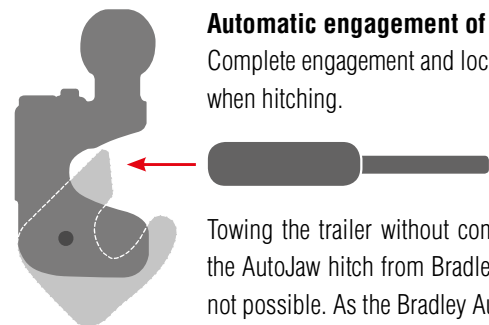 Automatic engagement of
Complete engagement and loc
when hitching.
Towing the trailer without con
the AutoJaw hitch from Bradle
not possible. As the Bradley Au